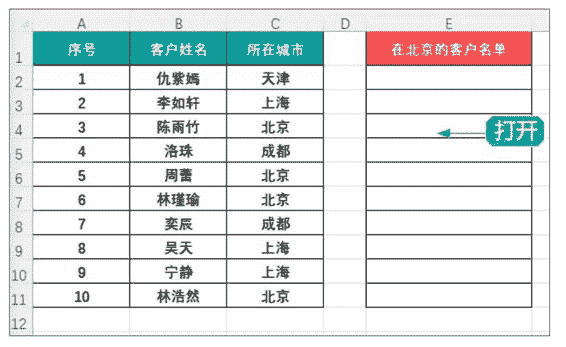 A B C D E
1 序号 客户姓名 所在城市 在北京的客户名单
2 1 仇紫嫣 天津
3 2 李如轩 上海
4 3 陈雨竹 北京 打开
5 4 洛珠 成都
6 5 周蕾 北京
7 6 林瑾瑜 北京
8 7 奕辰 成都
9 8 吴天 上海
10 9 宁静 上海
11 10 林浩然 北京
12